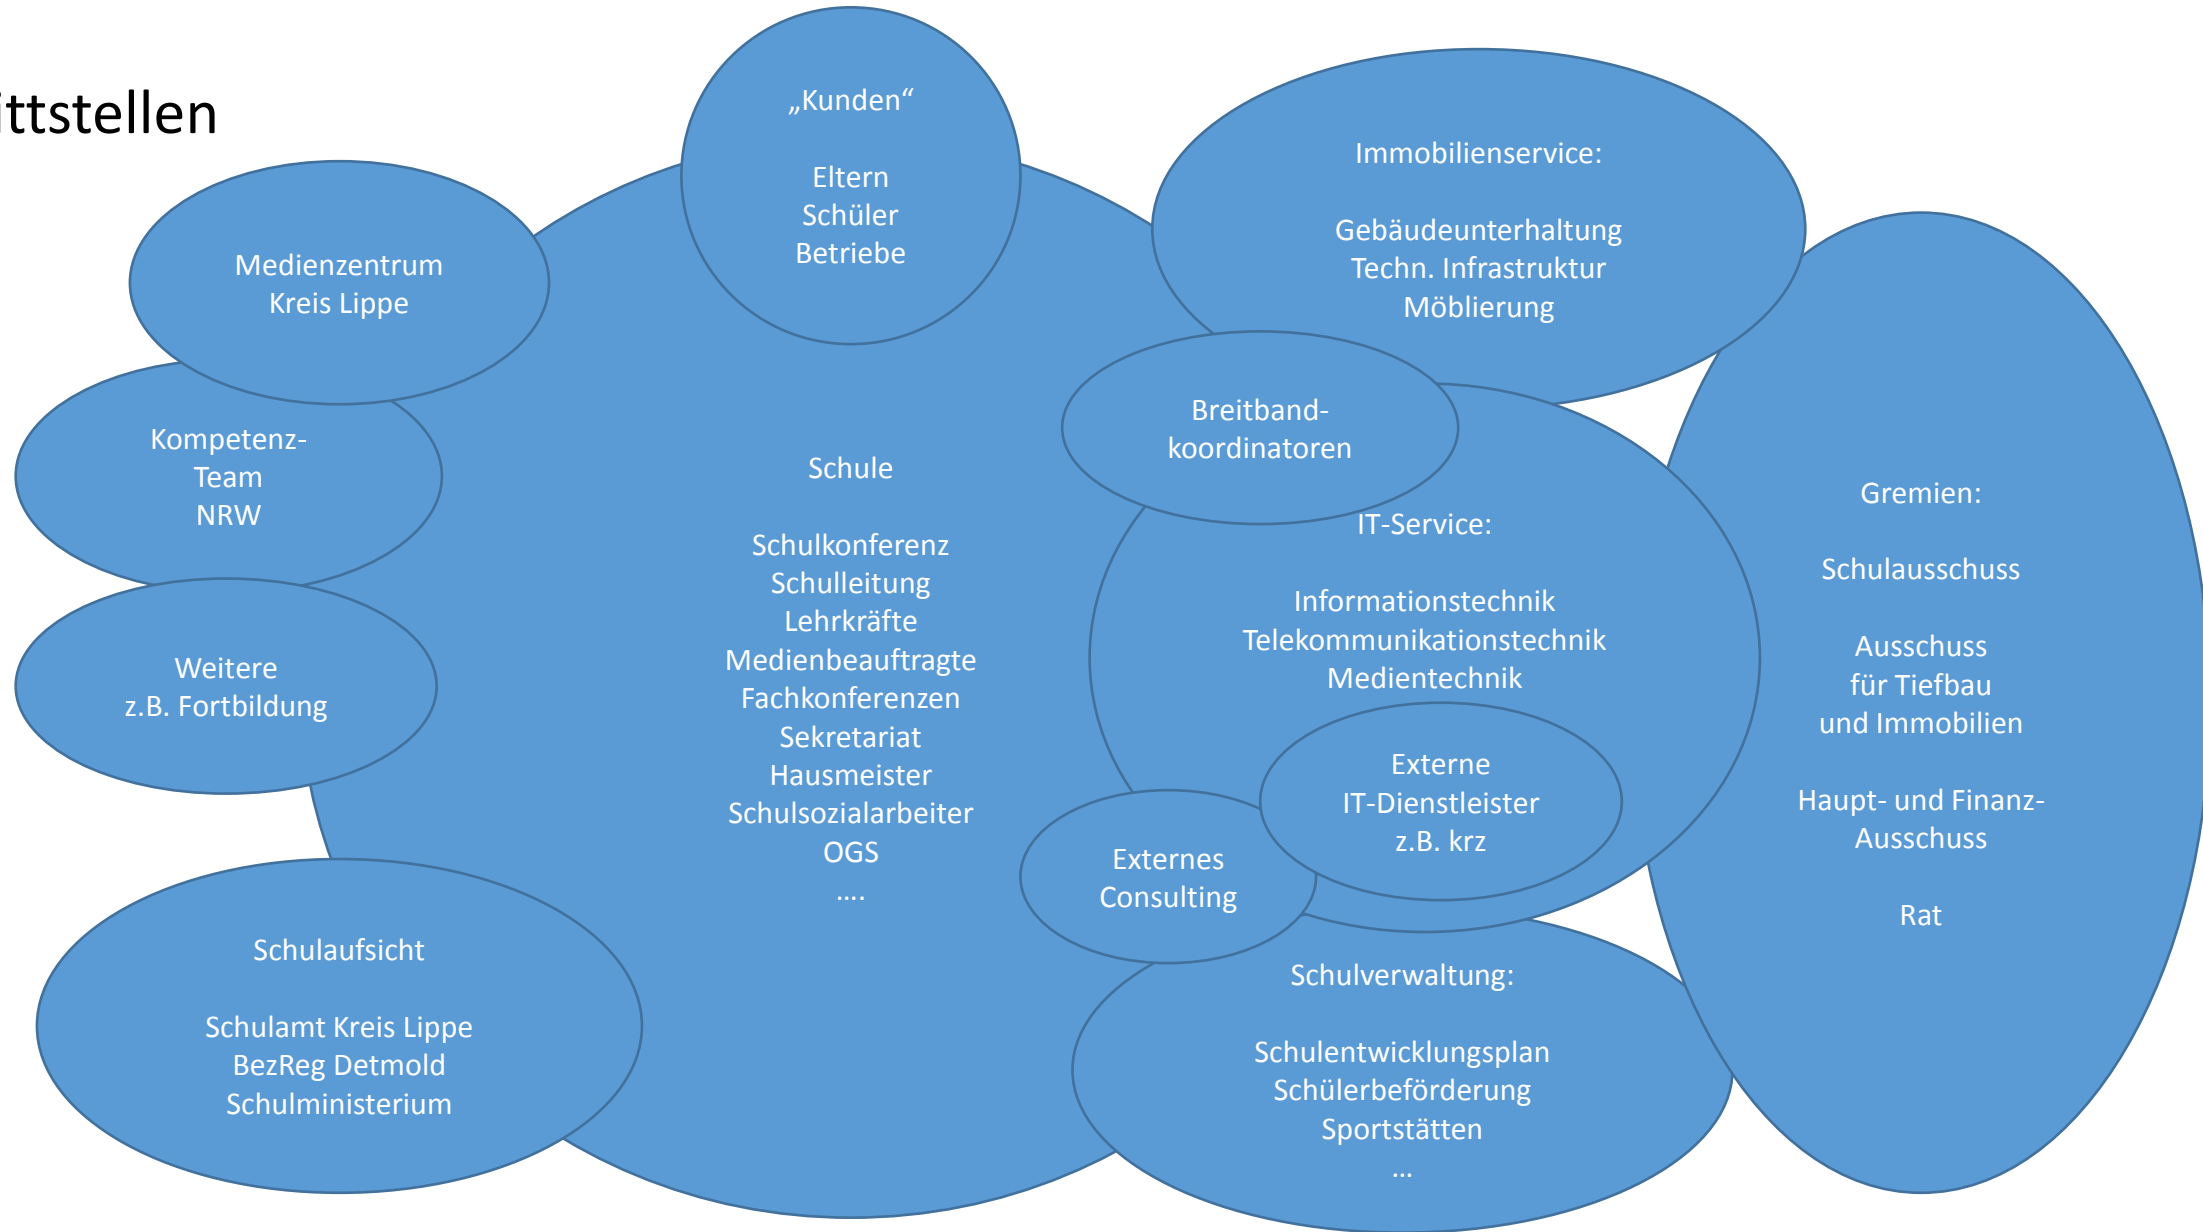 ittstellen
„Kunden“
Eltern
Schüler
Betriebe
Immobilienservice:
Gebäudeunterhaltung
Techn. Infrastruktur
Möblierung
Medienzentrum
Kreis Lippe
Kompetenz-
Team
NRW
Weitere
z.B. Fortbildung
Schulaufsicht
Schulamt Kreis Lippe
BezReg Detmold
Schulministerium
Schule
Schulkonferenz
Schulleitung
Lehrkräfte
Medienbeauftragte
Fachkonferenzen
Sekretariat
Hausmeister
Schulsozialarbeiter
OGS
....
Breitband-
koordinatoren
IT-Service:
Informationstechnik
Telekommunikationstechnik
Medientechnik
Externe
IT-Dienstleister
z.B. krz
Externes
Consulting
Schulverwaltung:
Schulentwicklungsplan
Schülerbeförderung
Sportstätten
...
Gremien:
Schulausschuss
Ausschuss
für Tiefbau
und Immobilien
Haupt- und Finanz-
Ausschuss
Rat